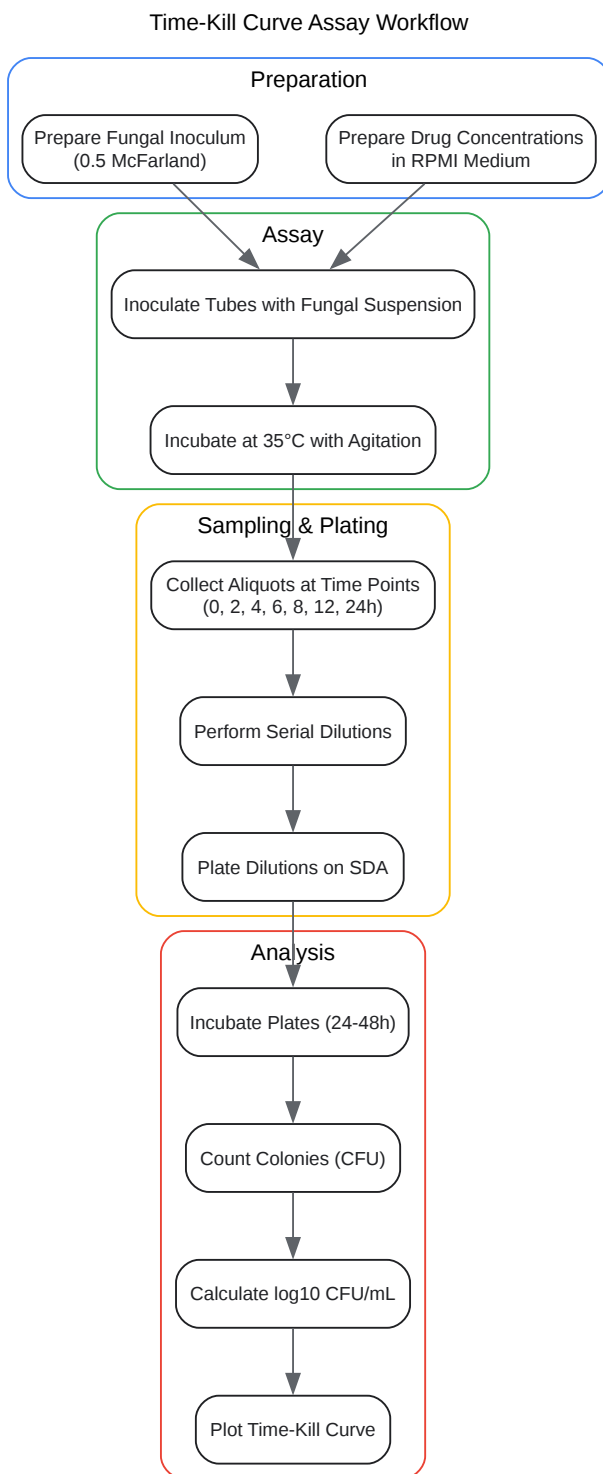 Time-Kill Curve Assay Workflow
Preparation
Prepare Fungal Inoculum
(0.5 McFarland)
Prepare Drug Concentrations
in RPMI Medium
Assay
Inoculate Tubes with Fungal Suspension
Incubate at 35°C with Agitation
Sampling & Plating
Collect Aliquots at Time Points
(0, 2, 4, 6, 8, 12, 24h)
Perform Serial Dilutions
Plate Dilutions on SDA
Analysis
Incubate Plates (24-48h)
Count Colonies (CFU)
Calculate log10 CFU/mL
Plot Time-Kill Curve